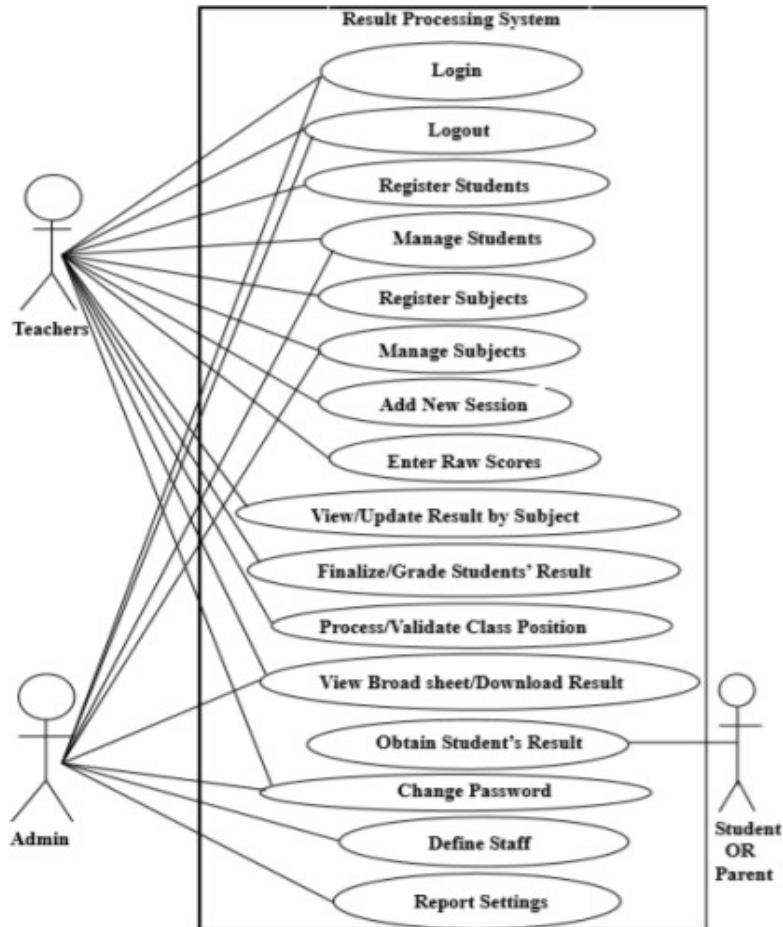 Result Processing System
Login
Logout
Register Students
Manage Students
Register Subjects
Teachers
Manage Subjects
Add New Session
Enter Raw Scores
View/Update Result by Subject
Finalize/Grade Students' Result
Process/Validate Class Position
View Broad sheet/Download Result
Obtain Student's Result
Change Password
Admin
Define Staff
Student
OR
Parent
Report Settings